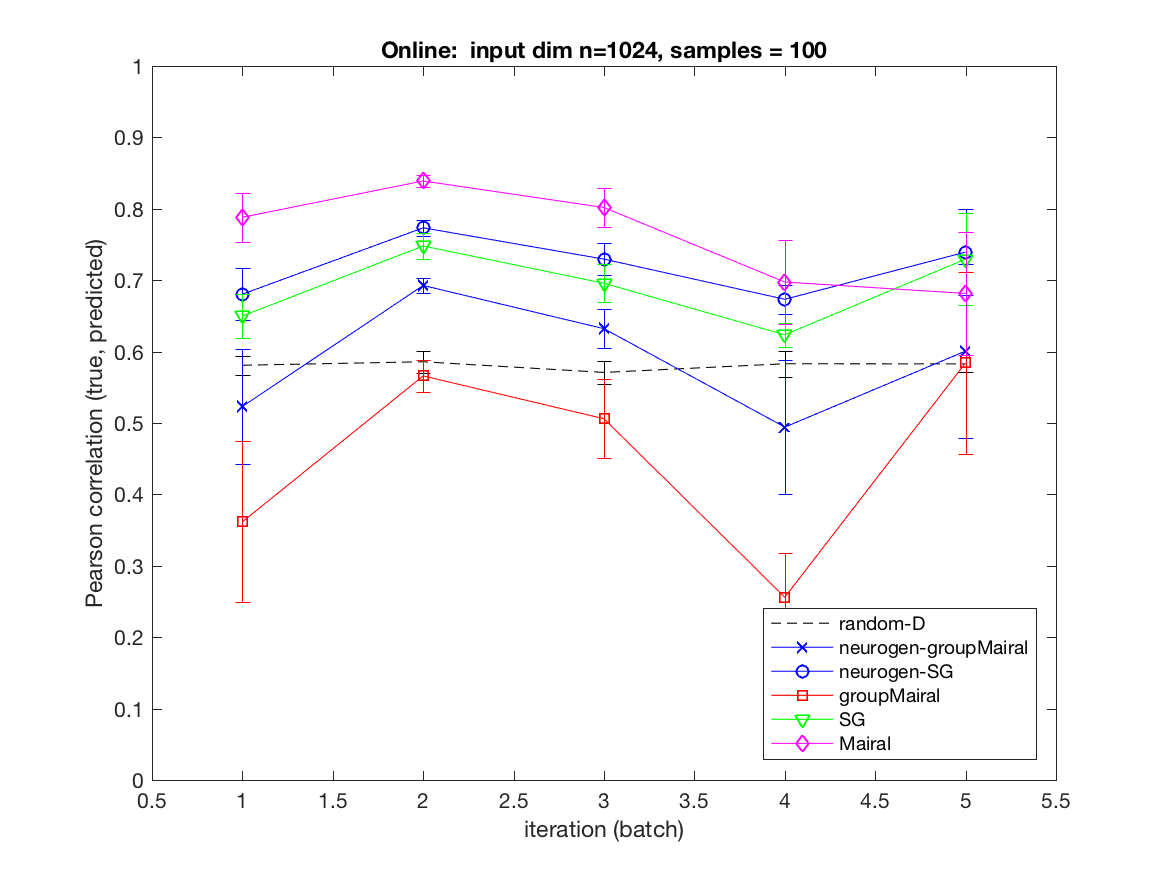 Online: input dim n=1024, samples = 100
Pearson correlation (true, predicted)
1
0.9
0.8
0.7
0.6
0.5
0.4
0.3
0.2
0.1
0
random-D
neurogen-groupMairal
neurogen-SG
groupMairal
SG
Mairal
0.5 1 1.5 2 2.5 3 3.5 4 4.5 5 5.5
iteration (batch)